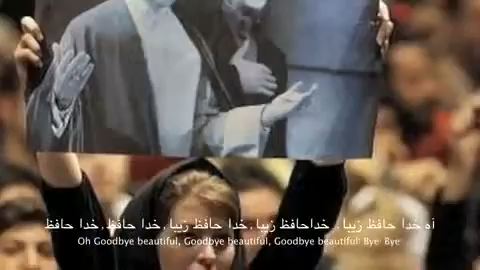 آه خدا حافظ زیبا، خداحافظ زیبا، خدا حافظ زیبا، خدا حافظ، خدا حافظ
Oh Goodbye beautiful, Goodbye beautiful, Goodbye beautiful! Bye Bye